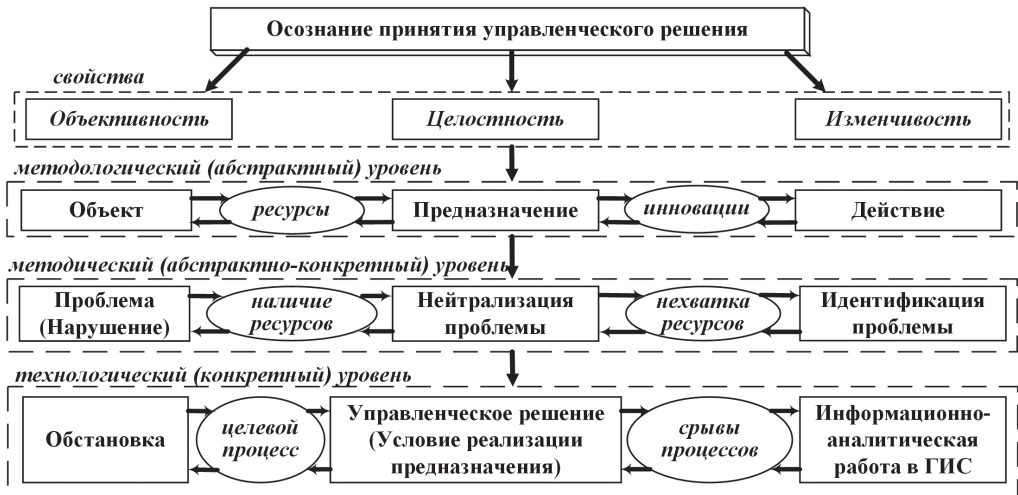 Осознание принятия управленческого решения
свойства
Объективность
Целостность
Изменчивость
методологический (абстрактный) уровень
Объект
ресурсы
Предназначение
инновации
Действие
методический (абстрактно-конкретный) уровень
Проблема
(Нарушение)
наличие
ресурсов
Нейтрализация
проблемы
нехватка
ресурсов
Идентификация
проблемы
технологический (конкретный) уровень
Обстановка
целевой
процесс
Управленческое решение
(Условие реализации
предназначения)
срывы
процессов
Информационно-
аналитическая
работа в ГИС